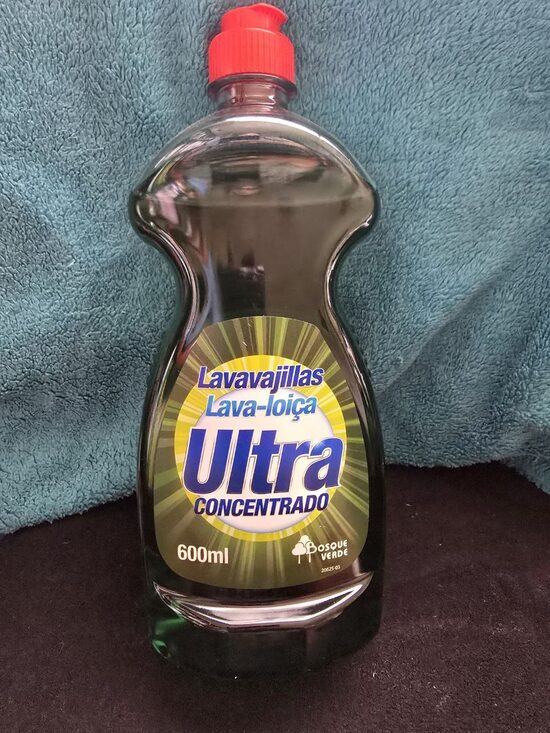 Lavavajillas
Lava-loiça
Ultra
CONCENTRADO
600ml
BOSQUE
VERDE